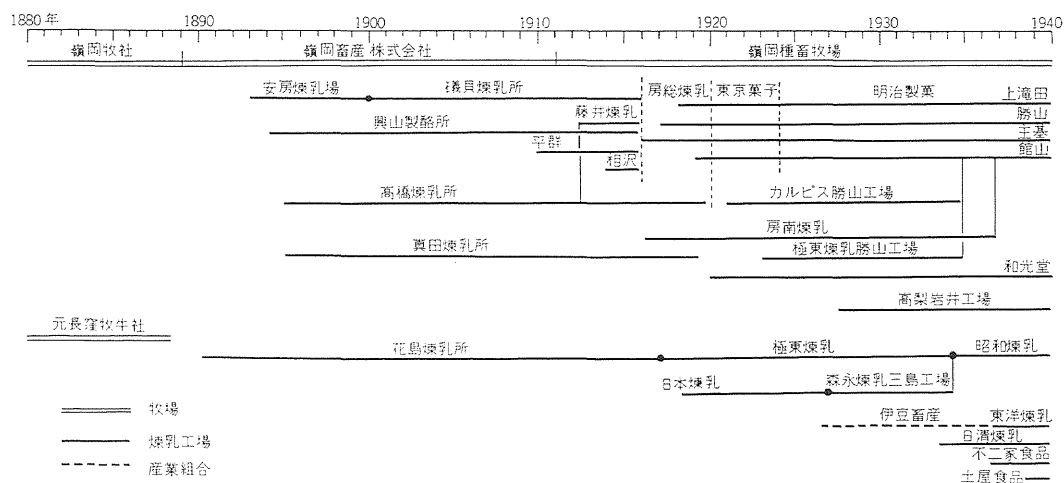 1880年 1890 1900 1910 1920 1930 1940
嶺岡牧社 嶺岡畜産株式会社 嶺岡種畜牧場
安房煉乳場 磯貝煉乳所 房総煉乳 東京菓子 明治製菓 上滝田
藤井煉乳 勝山
興山製酪所 主基
平群 館山
相沢
高橋煉乳所 カルピス勝山工場
房南煉乳
真田煉乳所 極東煉乳勝山工場
和光堂
高梨岩井工場
元長窪牧牛社
花島煉乳所 極東煉乳 昭和煉乳
日本煉乳 森永煉乳三島工場
牧場
伊豆畜産 東洋煉乳
煉乳工場
日清煉乳
不二家食品
産業組合
土屋食品